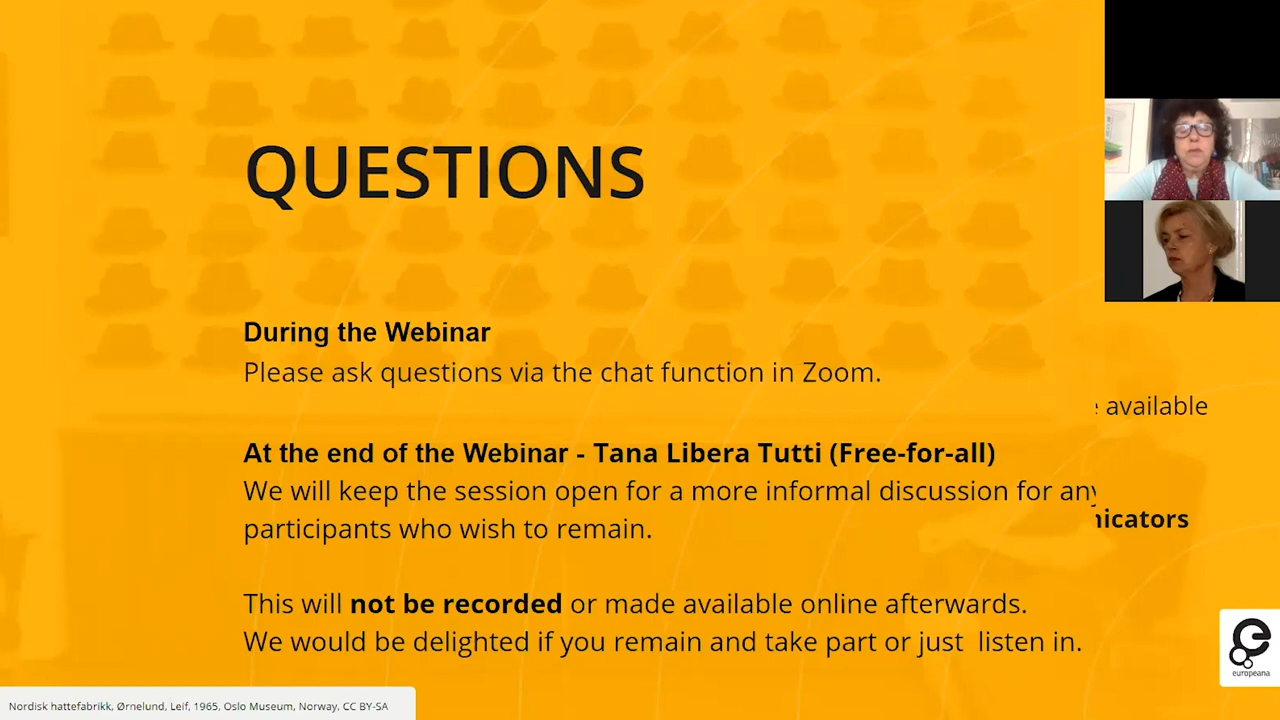 QUESTIONS
During the Webinar
Please ask questions via the chat function in Zoom.
available
At the end of the Webinar - Tana Libera Tutti (Free-for-all)
We will keep the session open for a more informal discussion for any
nicators
participants who wish to remain.
This will not be recorded or made available online afterwards.
We would be delighted if you remain and take part or just listen in.
europeana
Nordisk hattefabrikk, Ørnelund, Leif, 1965, Oslo Museum, Norway, CC BY-SA